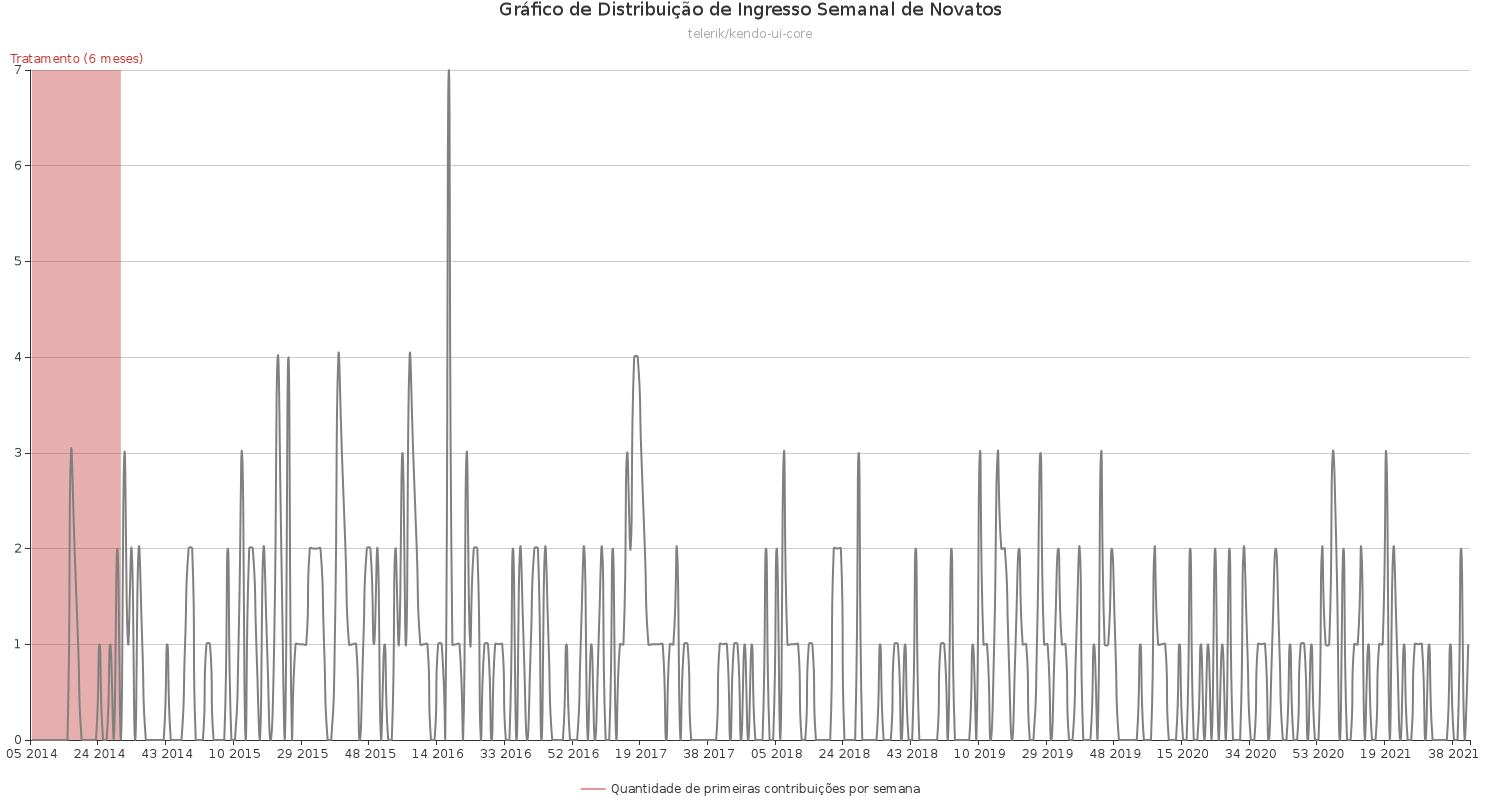 Gráfico de Distribuição de Ingresso Semanal de Novatos
telerik/kendo-ui-core
Tratamento (6 meses)
7
6
5
4
3
2
1
0
05 2014 24 2014 43 2014 10 2015 29 2015 48 2015 14 2016 33 2016 52 2016 19 2017 38 2017 05 2018 24 2018 43 2018 10 2019 29 2019 48 2019 15 2020 34 2020 53 2020 19 2021 38 2021
Quantidade de primeiras contribuições por semana